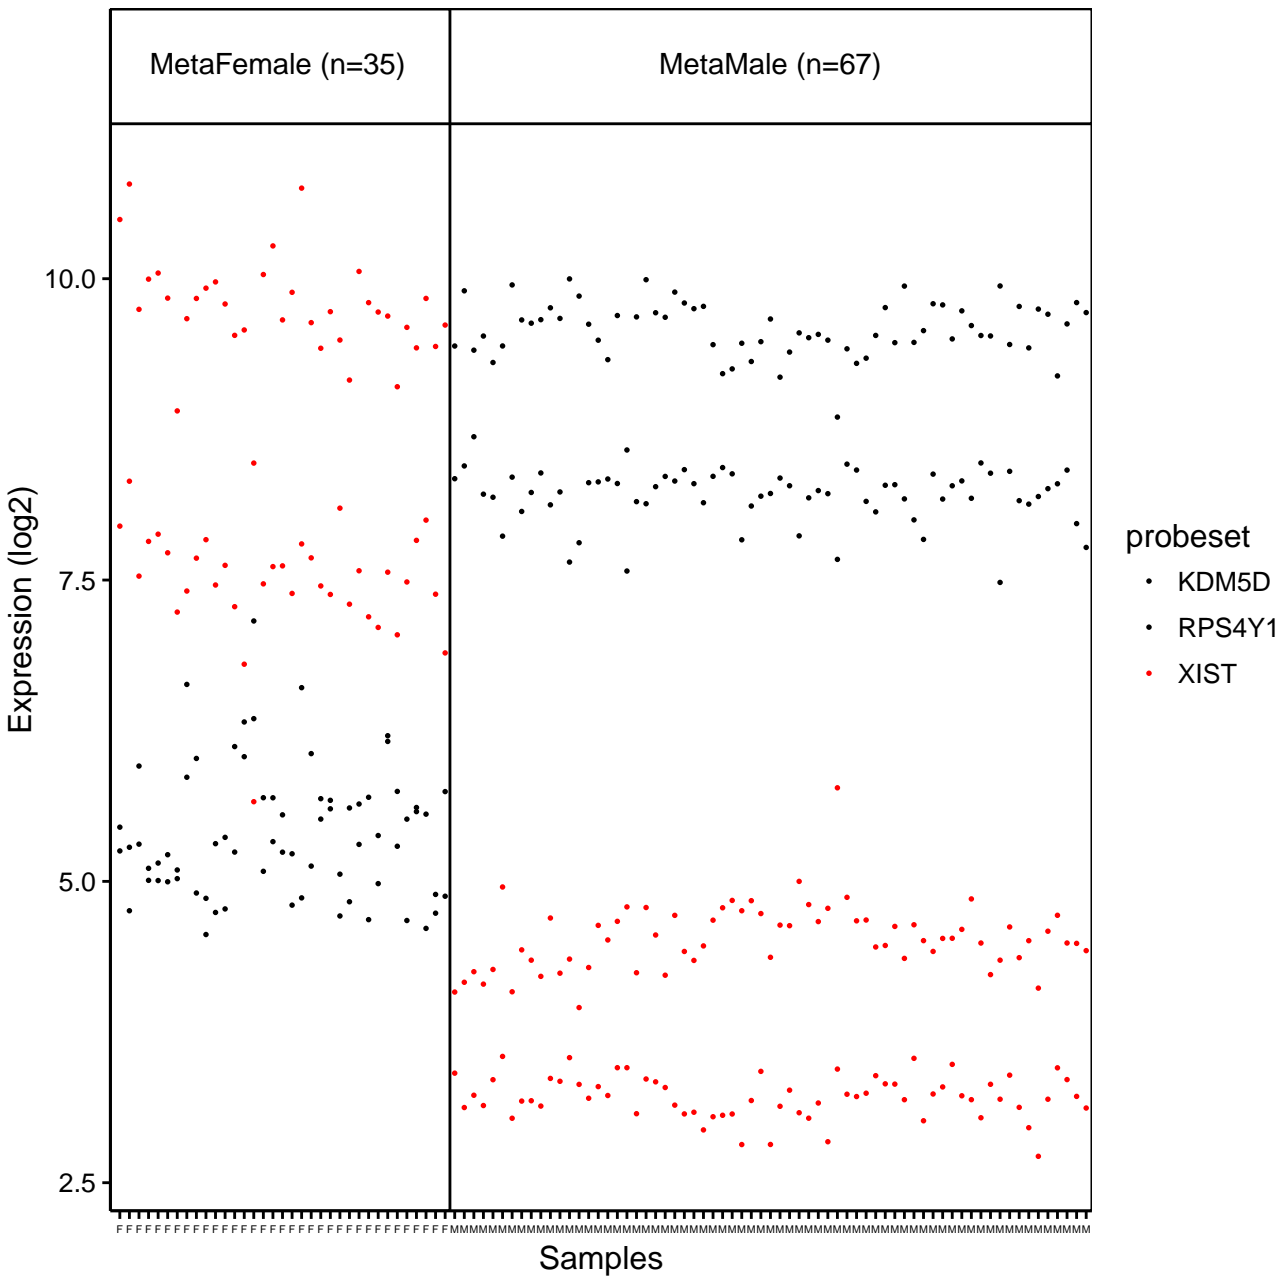 MetaFemale (n=35)
MetaMale (n=67)
10.0
7.5
5.0
2.5
Expression (log2)
F F F F F F F F F F F F F F F F F F F F F F F F F F F F F F F F F F F MMMMMMMMMMMMMMMMMMMMMMMMMMMMMMMMMMMMMMMMMMMMMMMMMMMMMMMMMMMMMMMMMMM
Samples
probeset
KDM5D
RPS4Y1
XIST